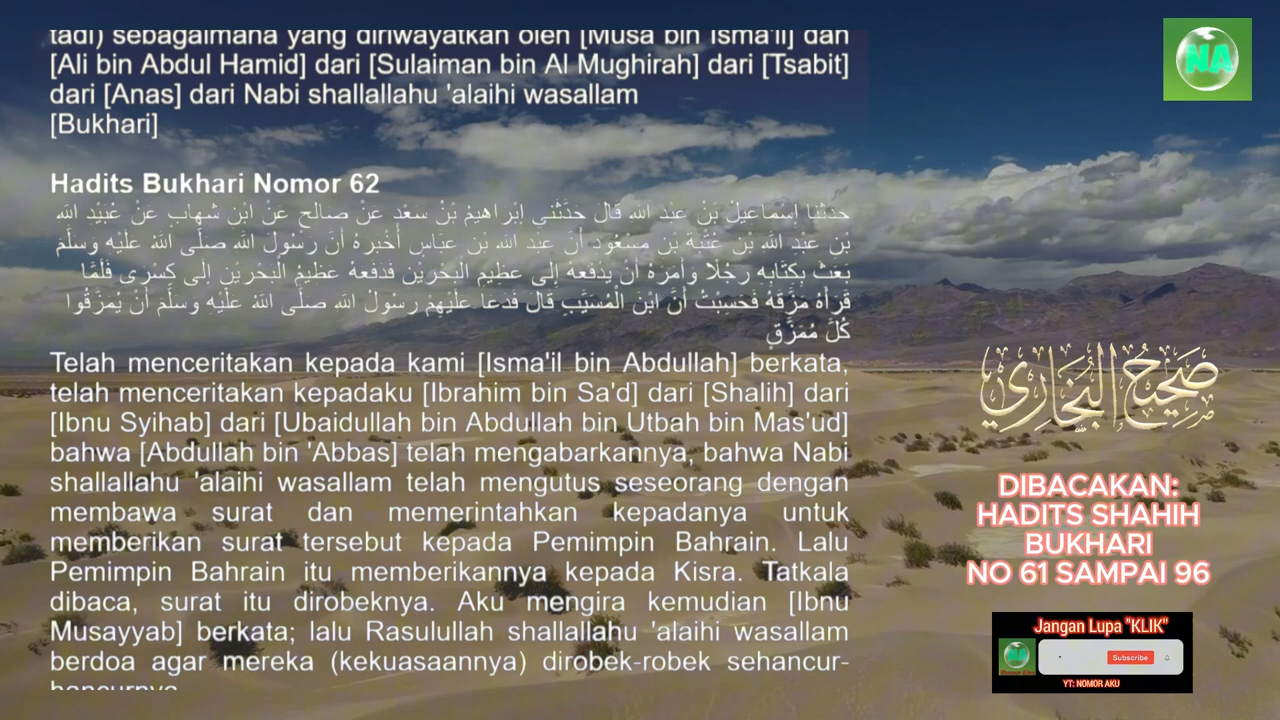 tadi) sebagaimana yang diriwayatkan oleh [Musa bin Isma'il] dan
[Ali bin Abdul Hamid] dari [Sulaiman bin Al Mughirah] dari [Tsabit]
dari [Anas] dari Nabi shallallahu 'alaihi wasallam
[Bukhari]
Hadits Bukhari Nomor 62
حَدَّثَنَا إِسْمَاعِيلُ بْنُ عَبْدِ اللَّهِ قَالَ حَدَّثَنِي إِبْرَاهِيمُ بْنُ سَعْدٍ عَنْ صَالِحٍ عَنْ ابْنِ شِهَابٍ عَنْ عُبَيْدِ اللَّهِ
بْنِ عَبْدِ اللَّهِ بْنِ عُتْبَةَ بْنِ مَسْعُودٍ أَنَّ عَبْدَ اللَّهِ بْنَ عَبَّاسٍ أَخْبَرَهُ أَنَّ رَسُولَ اللَّهِ صَلَّى اللَّهُ عَلَيْهِ وَسَلَّمَ
بَعَثَ بِكِتَابِهِ رَجُلًا وَأَمَرَهُ أَنْ يَدْفَعَهُ إِلَى عَظِيمِ الْبَحْرَيْنِ فَدَفَعَهُ عَظِيمُ الْبَحْرَيْنِ إِلَى كِسْرَى فَلَمَّا
قَرَأَهُ مَزَّقَهُ فَحَسِبْتُ أَنَّ ابْنَ الْمُسَيَّبِ قَالَ فَدَعَا عَلَيْهِمْ رَسُولُ اللَّهِ صَلَّى اللَّهُ عَلَيْهِ وَسَلَّمَ أَنْ يُمَزَّقُوا
كُلَّ مُمَزَّقٍ
Telah menceritakan kepada kami [Isma'il bin Abdullah] berkata,
telah menceritakan kepadaku [Ibrahim bin Sa'd] dari [Shalih] dari
[Ibnu Syihab] dari [Ubaidullah bin Abdullah bin Utbah bin Mas'ud]
bahwa [Abdullah bin 'Abbas] telah mengabarkannya, bahwa Nabi
shallallahu 'alaihi wasallam telah mengutus seseorang dengan
membawa surat dan memerintahkan kepadanya untuk
memberikan surat tersebut kepada Pemimpin Bahrain. Lalu
Pemimpin Bahrain itu memberikannya kepada Kisra. Tatkala
dibaca, surat itu dirobeknya. Aku mengira kemudian [Ibnu
Musayyab] berkata; lalu Rasulullah shallallahu 'alaihi wasallam
berdoa agar mereka (kekuasaannya) dirobek-robek sehancur-
hancurnya
NA
صَحِيحُ البُخَارِي
DIBACAKAN:
HADITS SHAHIH
BUKHARI
NO 61 SAMPAI 96
Jangan Lupa "KLIK"
Subscribe
YT: NOMOR AKU